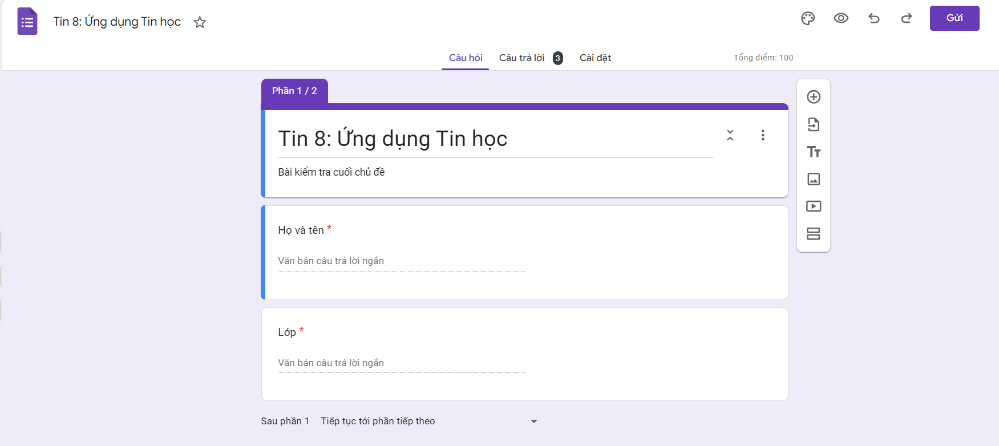 Tin 8: Ứng dụng Tin học
Gửi
Câu hỏi Câu trả lời 3 Cài đặt Tổng điểm: 100
Phần 1 / 2
Tin 8: Ứng dụng Tin học
Bài kiểm tra cuối chủ đề
Họ và tên *
Văn bản câu trả lời ngắn
Lớp *
Văn bản câu trả lời ngắn
Sau phần 1 Tiếp tục tới phần tiếp theo